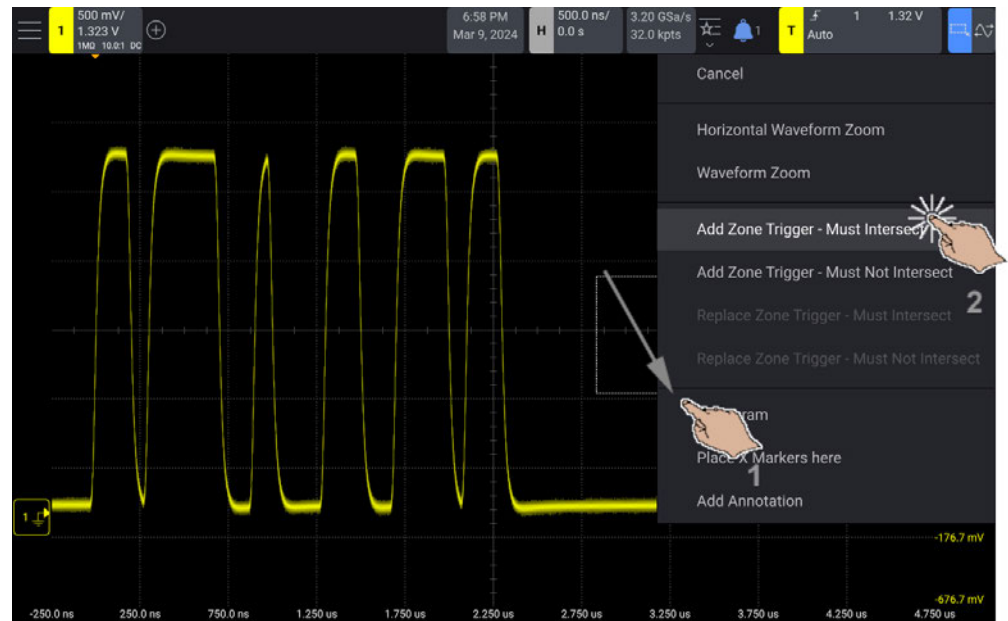 500 mV/
1
1.323 V
1MΩ 10.0:1 DC
6:58 PM
Mar 9, 2024
H
500.0 ns/
0.0 s
3.20 GSa/s
32.0 kpts
1
T
1
1.32 V
Auto
Cancel
Horizontal Waveform Zoom
Waveform Zoom
Add Zone Trigger - Must Intersect
Add Zone Trigger - Must Not Intersect
2
Replace Zone Trigger - Must Intersect
Replace Zone Trigger - Must Not Intersect
Place X Markers here
1
Add Annotation
1
-176.7 mV
-676.7 mV
-250.0 ns
250.0 ns
750.0 ns
1.250 us
1.750 us
2.250 us
2.750 us
3.250 us
3.750 us
4.250 us
4.750 us